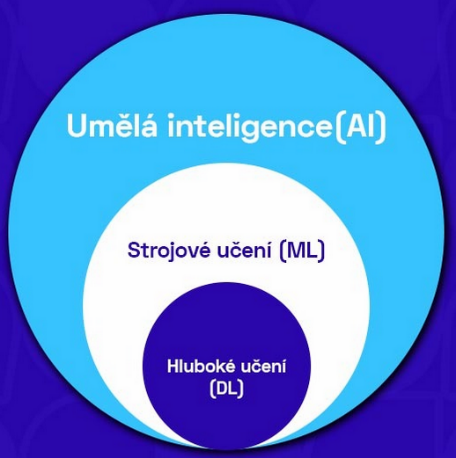 Umělá inteligence(AI)
Strojové učení (ML)
Hluboké učení
(DL)